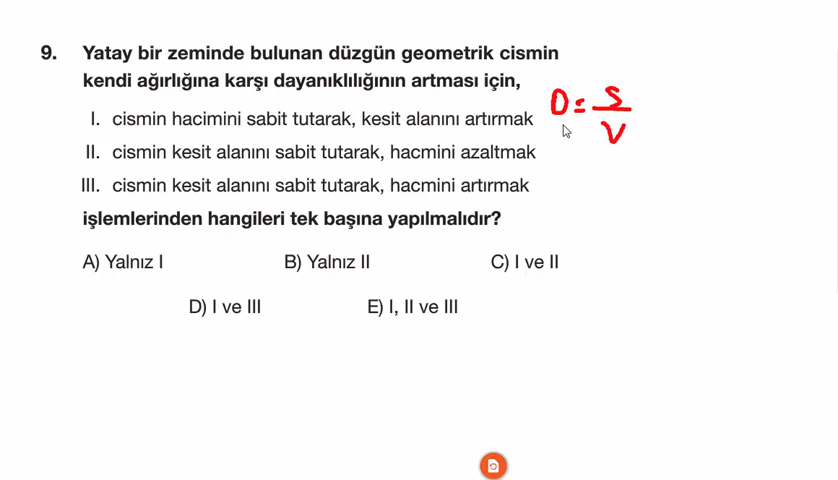 9. Yatay bir zeminde bulunan düzgün geometrik cismin
kendi ağırlığına karşı dayanıklılığının artması için,
I. cismin hacimini sabit tutarak, kesit alanını artırmak
II. cismin kesit alanını sabit tutarak, hacmini azaltmak
III. cismin kesit alanını sabit tutarak, hacmini artırmak
işlemlerinden hangileri tek başına yapılmalıdır?
A) Yalnız I B) Yalnız II C) I ve II
D) I ve III E) I, II ve III
D = S
V